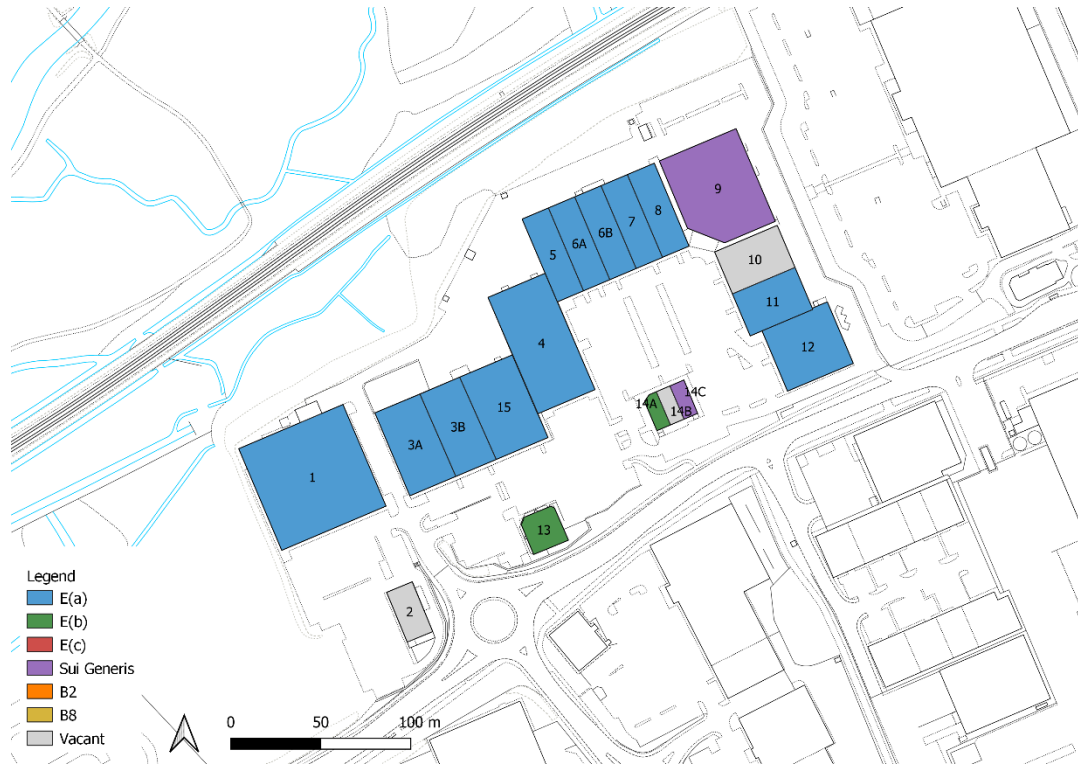 9
8
7
6B
6A
5
10
11
12
4
14C
14A
14B
15
3B
3A
1
13
2
Legend
E(a)
E(b)
E(c)
Sui Generis
B2
B8
Vacant
0 50 100 m